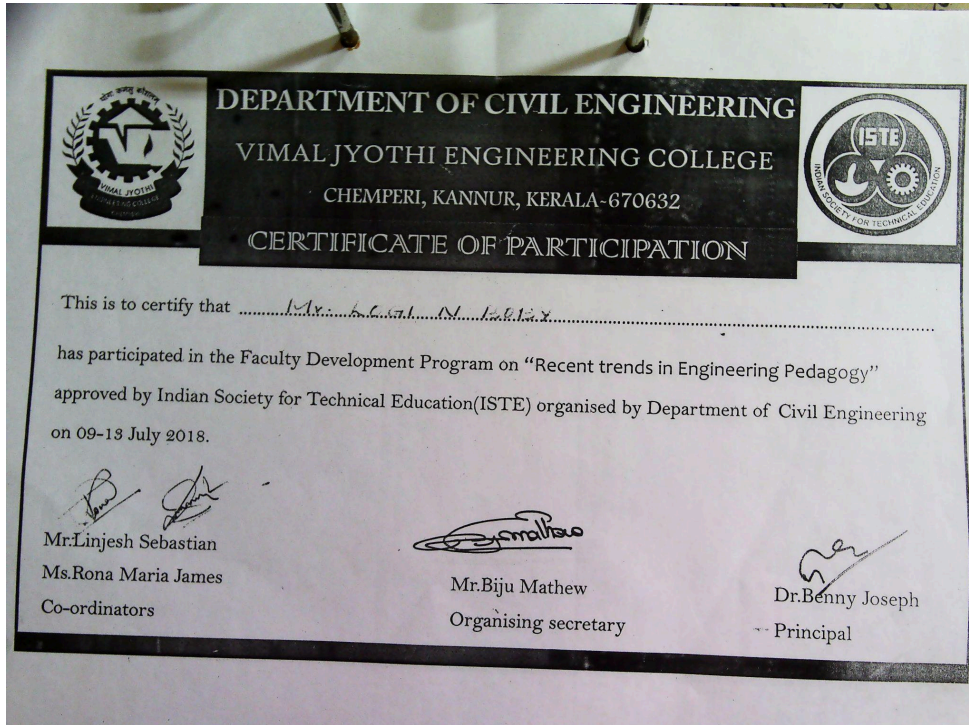 DEPARTMENT OF CIVIL ENGINEERING
VIMAL JYOTHI ENGINEERING COLLEGE
CHEMPERI, KANNUR, KERALA-670632
CERTIFICATE OF PARTICIPATION
VIMAL JYOTHI
ENGINEERING COLLEGE
ISTE
INDIAN SOCIETY FOR TECHNICAL EDUCATION
This is to certify that Mr.
has participated in the Faculty Development Program on “Recent trends in Engineering Pedagogy”
approved by Indian Society for Technical Education(ISTE) organised by Department of Civil Engineering
on 09-13 July 2018.
Mr.Linjesh Sebastian
Ms.Rona Maria James
Co-ordinators
Mr.Biju Mathew
Organising secretary
Dr.Benny Joseph
Principal